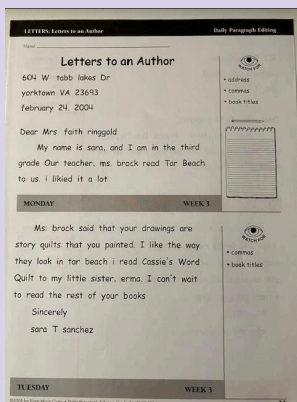 LETTERS: Letters to an Author
Daily Paragraph Editing
Name
Letters to an Author
604 W tabb lakes Dr
yorktown VA 23693
february 24. 2004
Dear Mrs faith ringgold
My name is sara, and I am in the third
grade Our teacher, ms. brock read Tar Beach
to us. i likied it a lot
WATCH FOR
• address
• commas
• book titles
MONDAY
WEEK 3
Ms: brock said that your drawings are
story quilts that you painted. I like the way
they look in tar beach i read Cassie's Word
Quilt to my little sister, erma. I can't wait
to read the rest of your books
Sincerely
sara T sanchez
WATCH FOR
• commas
• book titles
TUESDAY
WEEK 3